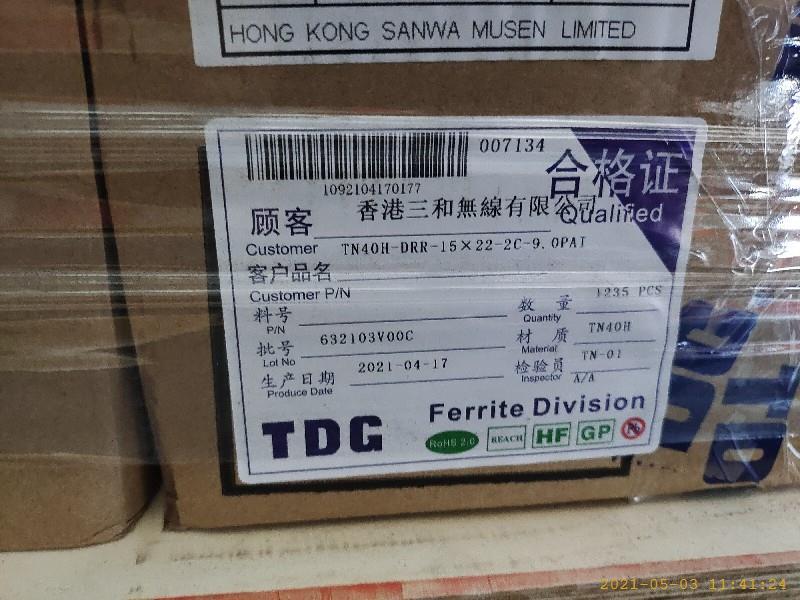 HONG KONG SANWA MUSEN LIMITED
007134
1092104170177
合格证
Qualified
顾客 香港三和無線有限公司
Customer TN40H-DRR-15×22-2C-9.0PAT
客户品名
Customer P/N
料号
P/N
数量 1235 PCS
Quantity
批号 632103V00C
Lot No
材质 TN40H
Material
生产日期 2021-04-17
Produce Date
检验员 TN-01
Inspector A/A
TDG Ferrite Division
RoHS 2.0 REACH HF GP Pb
2021-05-03 11:41:24